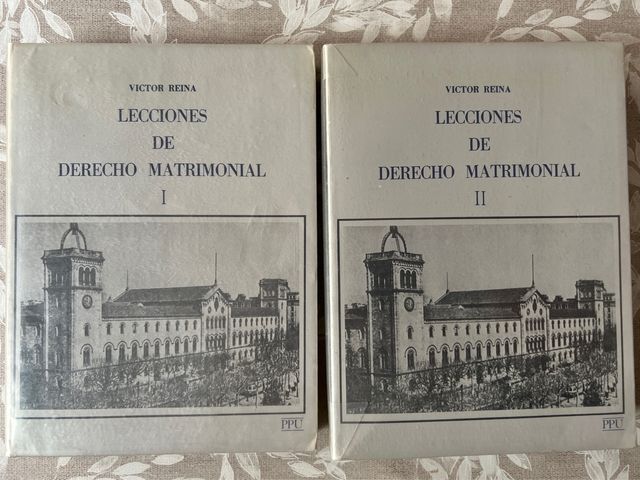 VICTOR REINA
LECCIONES
DE
DERECHO MATRIMONIAL
I
PPU
VICTOR REINA
LECCIONES
DE
DERECHO MATRIMONIAL
II
PPU